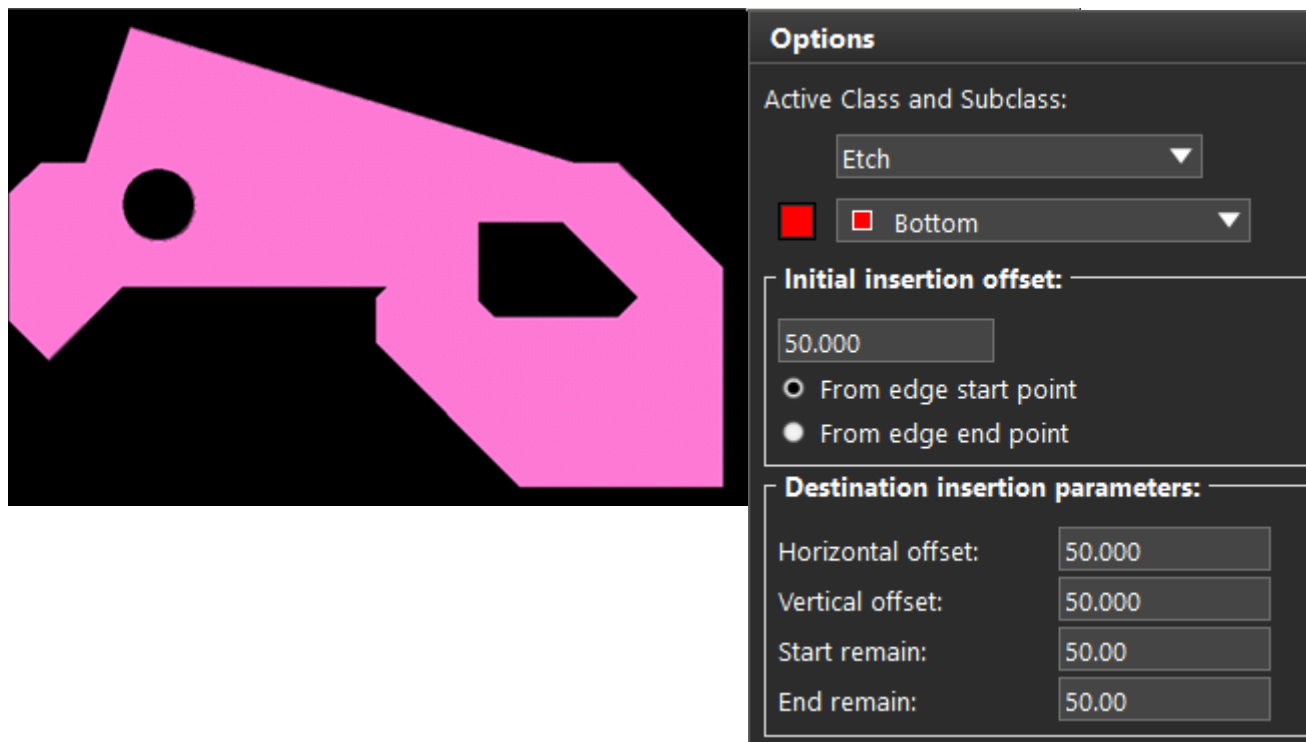 Options
Active Class and Subclass:
Etch
Bottom
Initial insertion offset:
50.000
From edge start point
From edge end point
Destination insertion parameters:
Horizontal offset: 50.000
Vertical offset: 50.000
Start remain: 50.00
End remain: 50.00